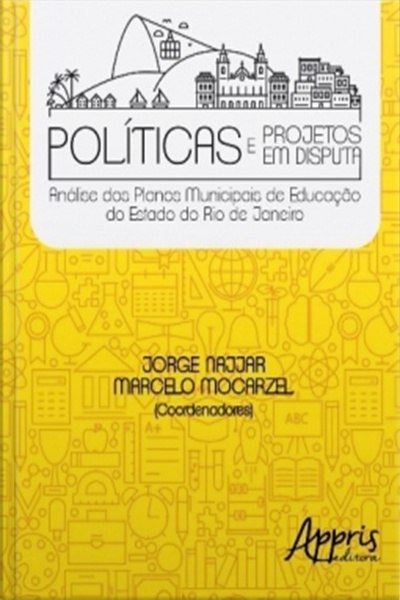 POLÍTICAS E PROJETOS
EM DISPUTA
Análise dos Planos Municipais de Educação
do Estado do Rio de Janeiro
JORGE NAJJAR
MARCELO MOCARZEL
(Coordenadores)
A+
ABC
Appris
editora